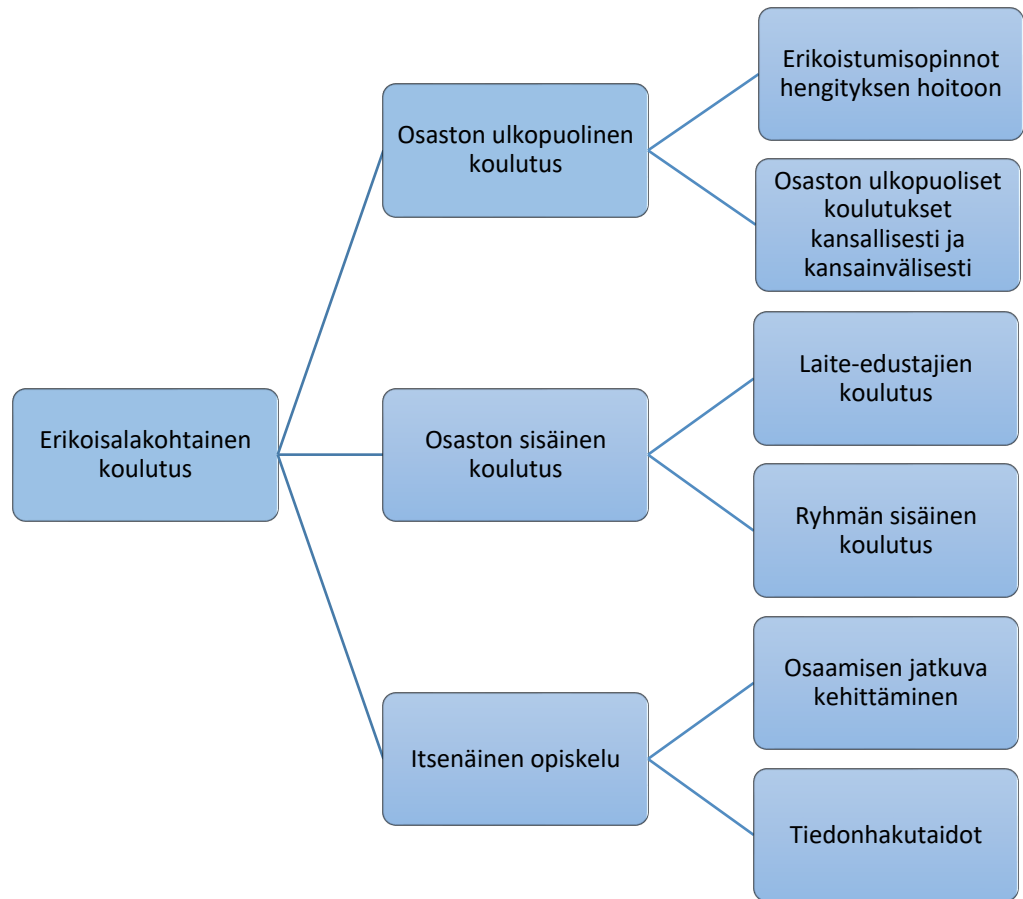 Erikoisalakohtainen
koulutus
Osaston ulkopuolinen
koulutus
Erikoistumisopinnot
hengityksen hoitoon
Osaston ulkopuoliset
koulutukset
kansallisesti ja
kansainvälisesti
Osaston sisäinen
koulutus
Laite-edustajien
koulutus
Ryhmän sisäinen
koulutus
Itsenäinen opiskelu
Osaamisen jatkuva
kehittäminen
Tiedonhakutaidot